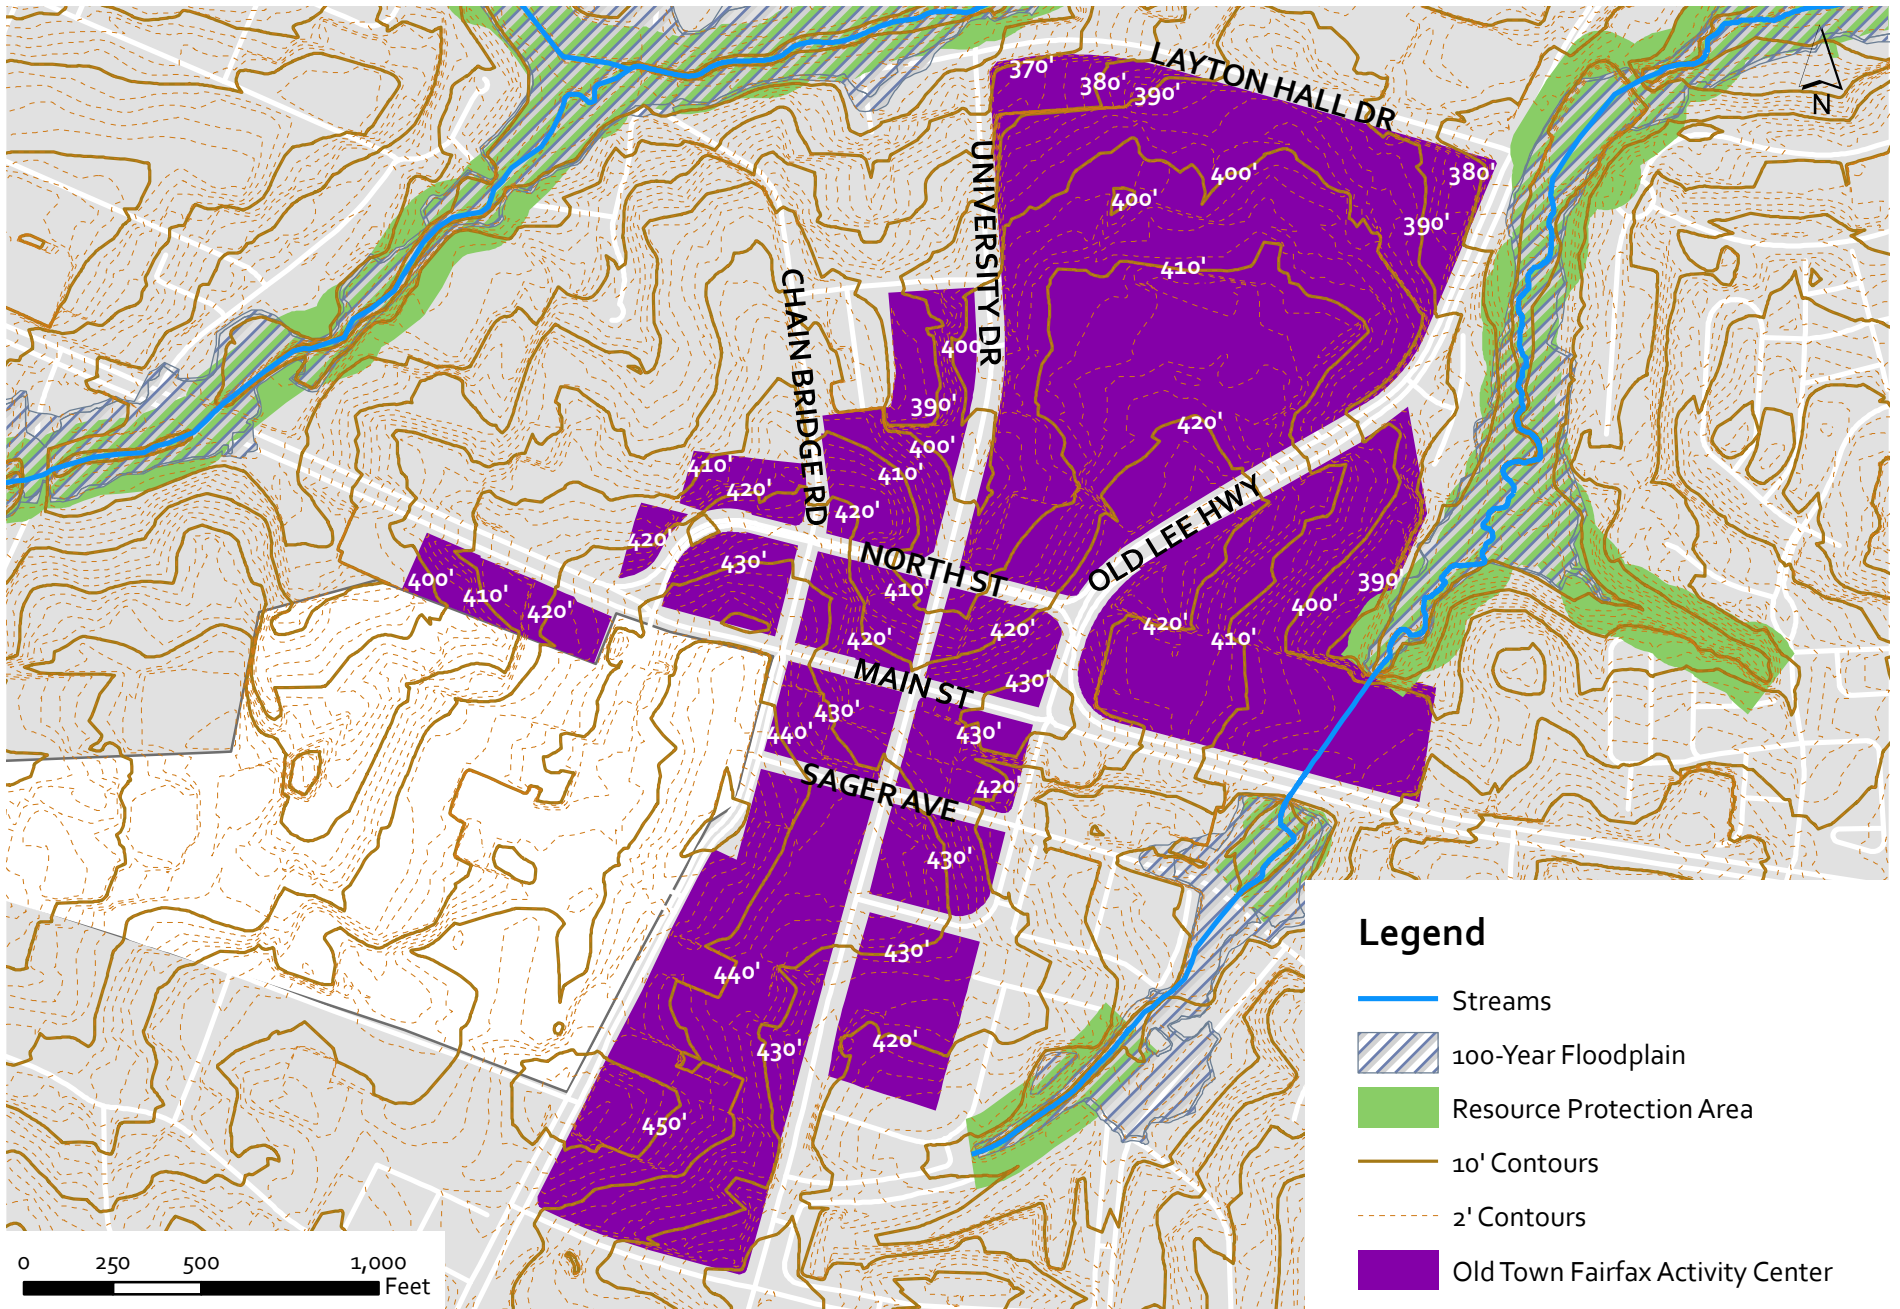 LAYTON HALL DR
370'
380'
390'
N
UNIVERSITY DR
400'
380'
400'
390'
410'
CHAIN BRIDGE RD
400
390'
420'
400'
410'
410'
420'
420'
OLD LEE HWY
420'
430'
NORTH ST
400'
410'
420'
410'
390'
400'
420'
420'
420'
410'
MAIN ST
430'
430'
440'
430'
SAGER AVE
420'
430'
430'
440'
420'
430'
450'
Legend
Streams
100-Year Floodplain
Resource Protection Area
10' Contours
2' Contours
Old Town Fairfax Activity Center
0 250 500 1,000
Feet